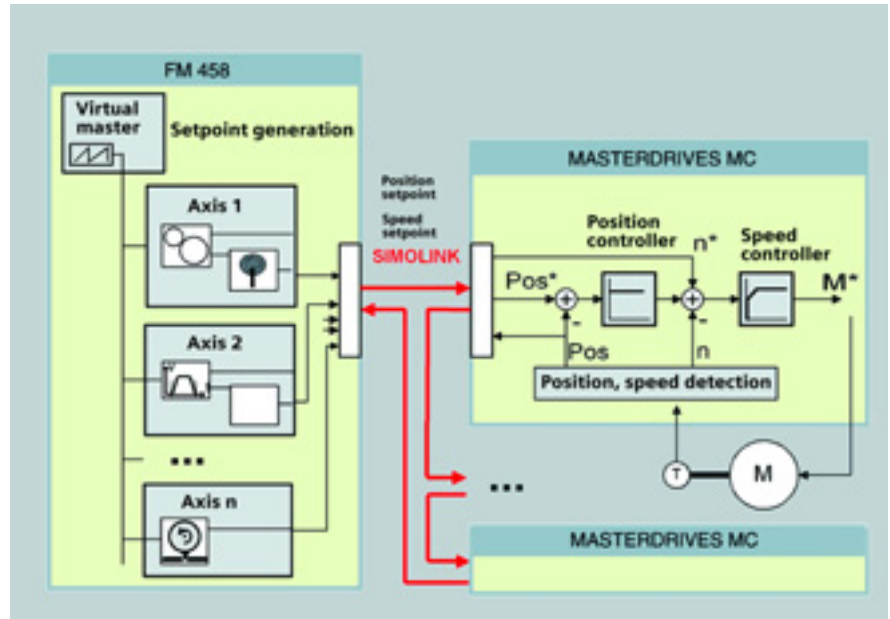 FM 458
Virtual
master
Setpoint generation
Axis 1
Axis 2
...
Axis n
Position
setpoint
Speed
setpoint
SIMOLINK
MASTERDRIVES MC
Position
controller
n*
Speed
controller
Pos*
M*
-
-
Pos
n
Position, speed detection
T
M
...
MASTERDRIVES MC